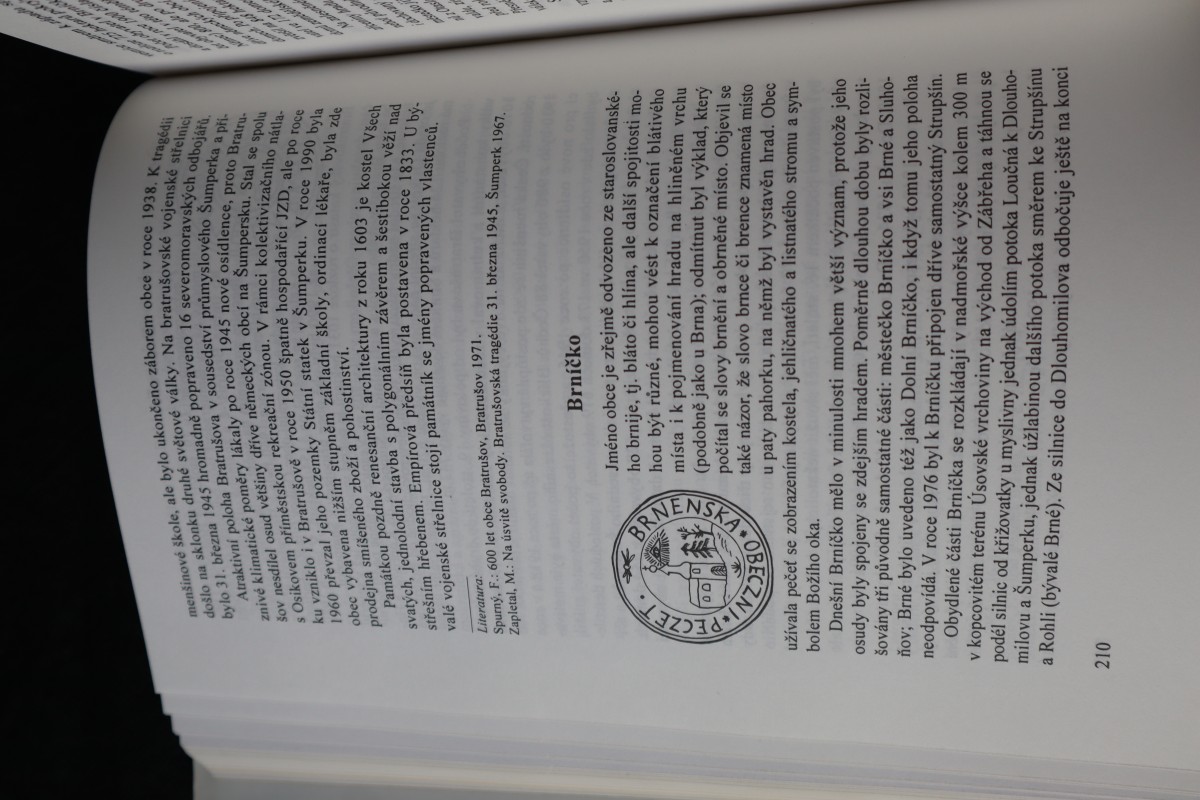 menšinové škole, ale bylo ukončeno záborem obce v roce 1938. K tragédii
došlo na sklonku druhé světové války. Na bratrušovské vojenské střelnici
bylo 31. března 1945 hromadně popraveno 16 severomoravských odbojářů.
Atraktivní poloha Bratrušova v sousedství průmyslového Šumperka a pří-
znivé klimatické poměry lákaly po roce 1945 nové osídlence, proto Bratru-
šov nesdílel osud většiny dříve německých obcí na Šumpersku. Stal se spolu
s Osikovem příměstskou rekreační zónou. V rámci kolektivizačního nátla-
ku vzniklo i v Bratrušově v roce 1950 špatně hospodařící JZD, ale po roce
1960 převzal jeho pozemky Státní statek v Šumperku. V roce 1990 byla
obec vybavena nižším stupněm základní školy, ordinací lékaře, byla zde
prodejna smíšeného zboží a pohostinství.
Památkou pozdně renesanční architektury z roku 1603 je kostel Všech
svatých, jednolodní stavba s polygonálním závěrem a šestibokou věží nad
střešním hřebenem. Empírová předsíň byla postavena v roce 1833. U bý-
valé vojenské střelnice stojí památník se jmény popravených vlastenců.
Literatura:
Spurný, F.: 600 let obce Bratrušov, Bratrušov 1971.
Zapletal, M.: Na úsvitě svobody. Bratrušovská tragédie 31. března 1945, Šumperk 1967.
Brníčko
BRNENSKA · OBECZNI · PECZET ·
Jméno obce je zřejmě odvozeno ze staroslovanské-
ho brnije, tj. bláto či hlína, ale další spojitosti mo-
hou být různé, mohou vést k označení blátivého
místa i k pojmenování hradu na hliněném vrchu
(podobně jako u Brna); odmítnut byl výklad, který
počítal se slovy brnění a obrněné místo. Objevil se
také názor, že slovo brnce či brence znamená místo
u paty pahorku, na němž byl vystavěn hrad. Obec
užívala pečeť se zobrazením kostela, jehličnatého a listnatého stromu a sym-
bolem Božího oka.
Dnešní Brníčko mělo v minulosti mnohem větší význam, protože jeho
osudy byly spojeny se zdejším hradem. Poměrně dlouhou dobu byly rozli-
šovány tři původně samostatné části: městečko Brníčko a vsi Brné a Sluho-
ňov; Brné bylo uvedeno též jako Dolní Brníčko, i když tomu jeho poloha
neodpovídá. V roce 1976 byl k Brníčku připojen dříve samostatný Strupšín.
Obydlené části Brníčka se rozkládají v nadmořské výšce kolem 300 m
v kopcovitém terénu Úsovské vrchoviny na východ od Zábřeha a táhnou se
podél silnic od křižovatky u myslivny jednak údolím potoka Loučná k Dlouho-
milovu a Šumperku, jednak úžlabinou dalšího potoka směrem ke Strupšínu
a Rohli (bývalé Brné). Ze silnice do Dlouhomilova odbočuje ještě na konci
210